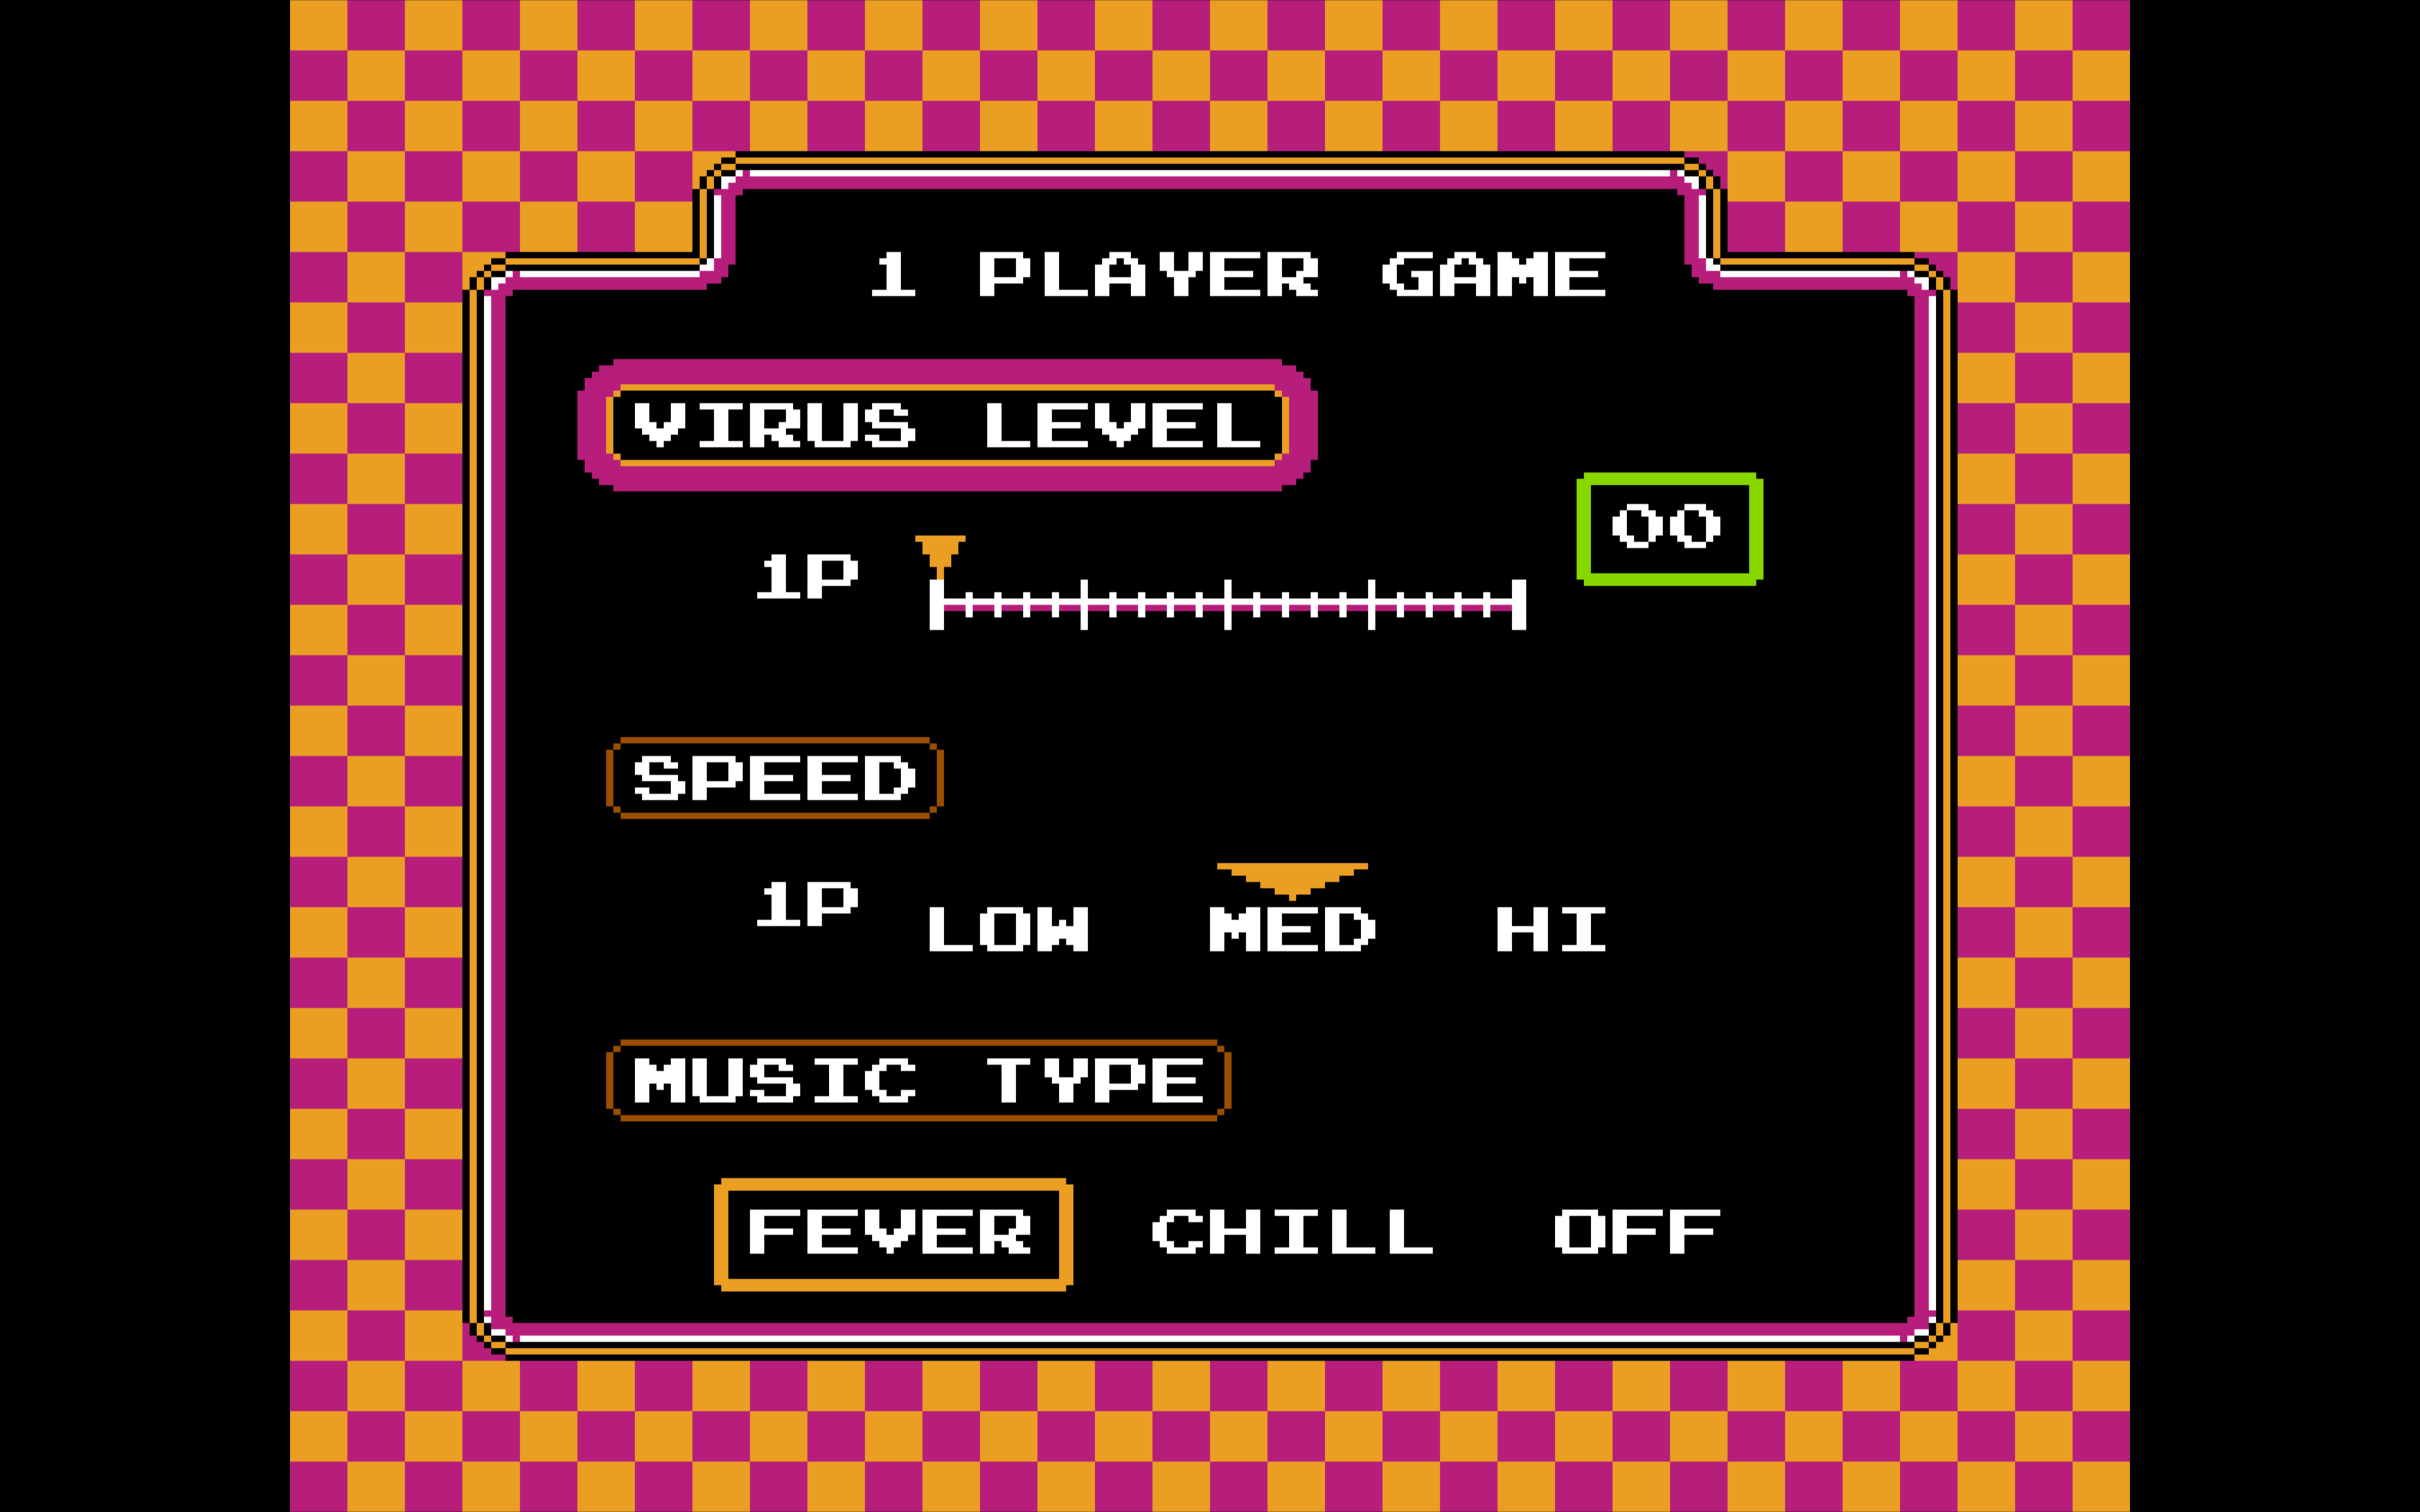 1 PLAYER GAME
VIRUS LEVEL
00
1P
SPEED
1P LOW MED HI
MUSIC TYPE
FEVER CHILL OFF